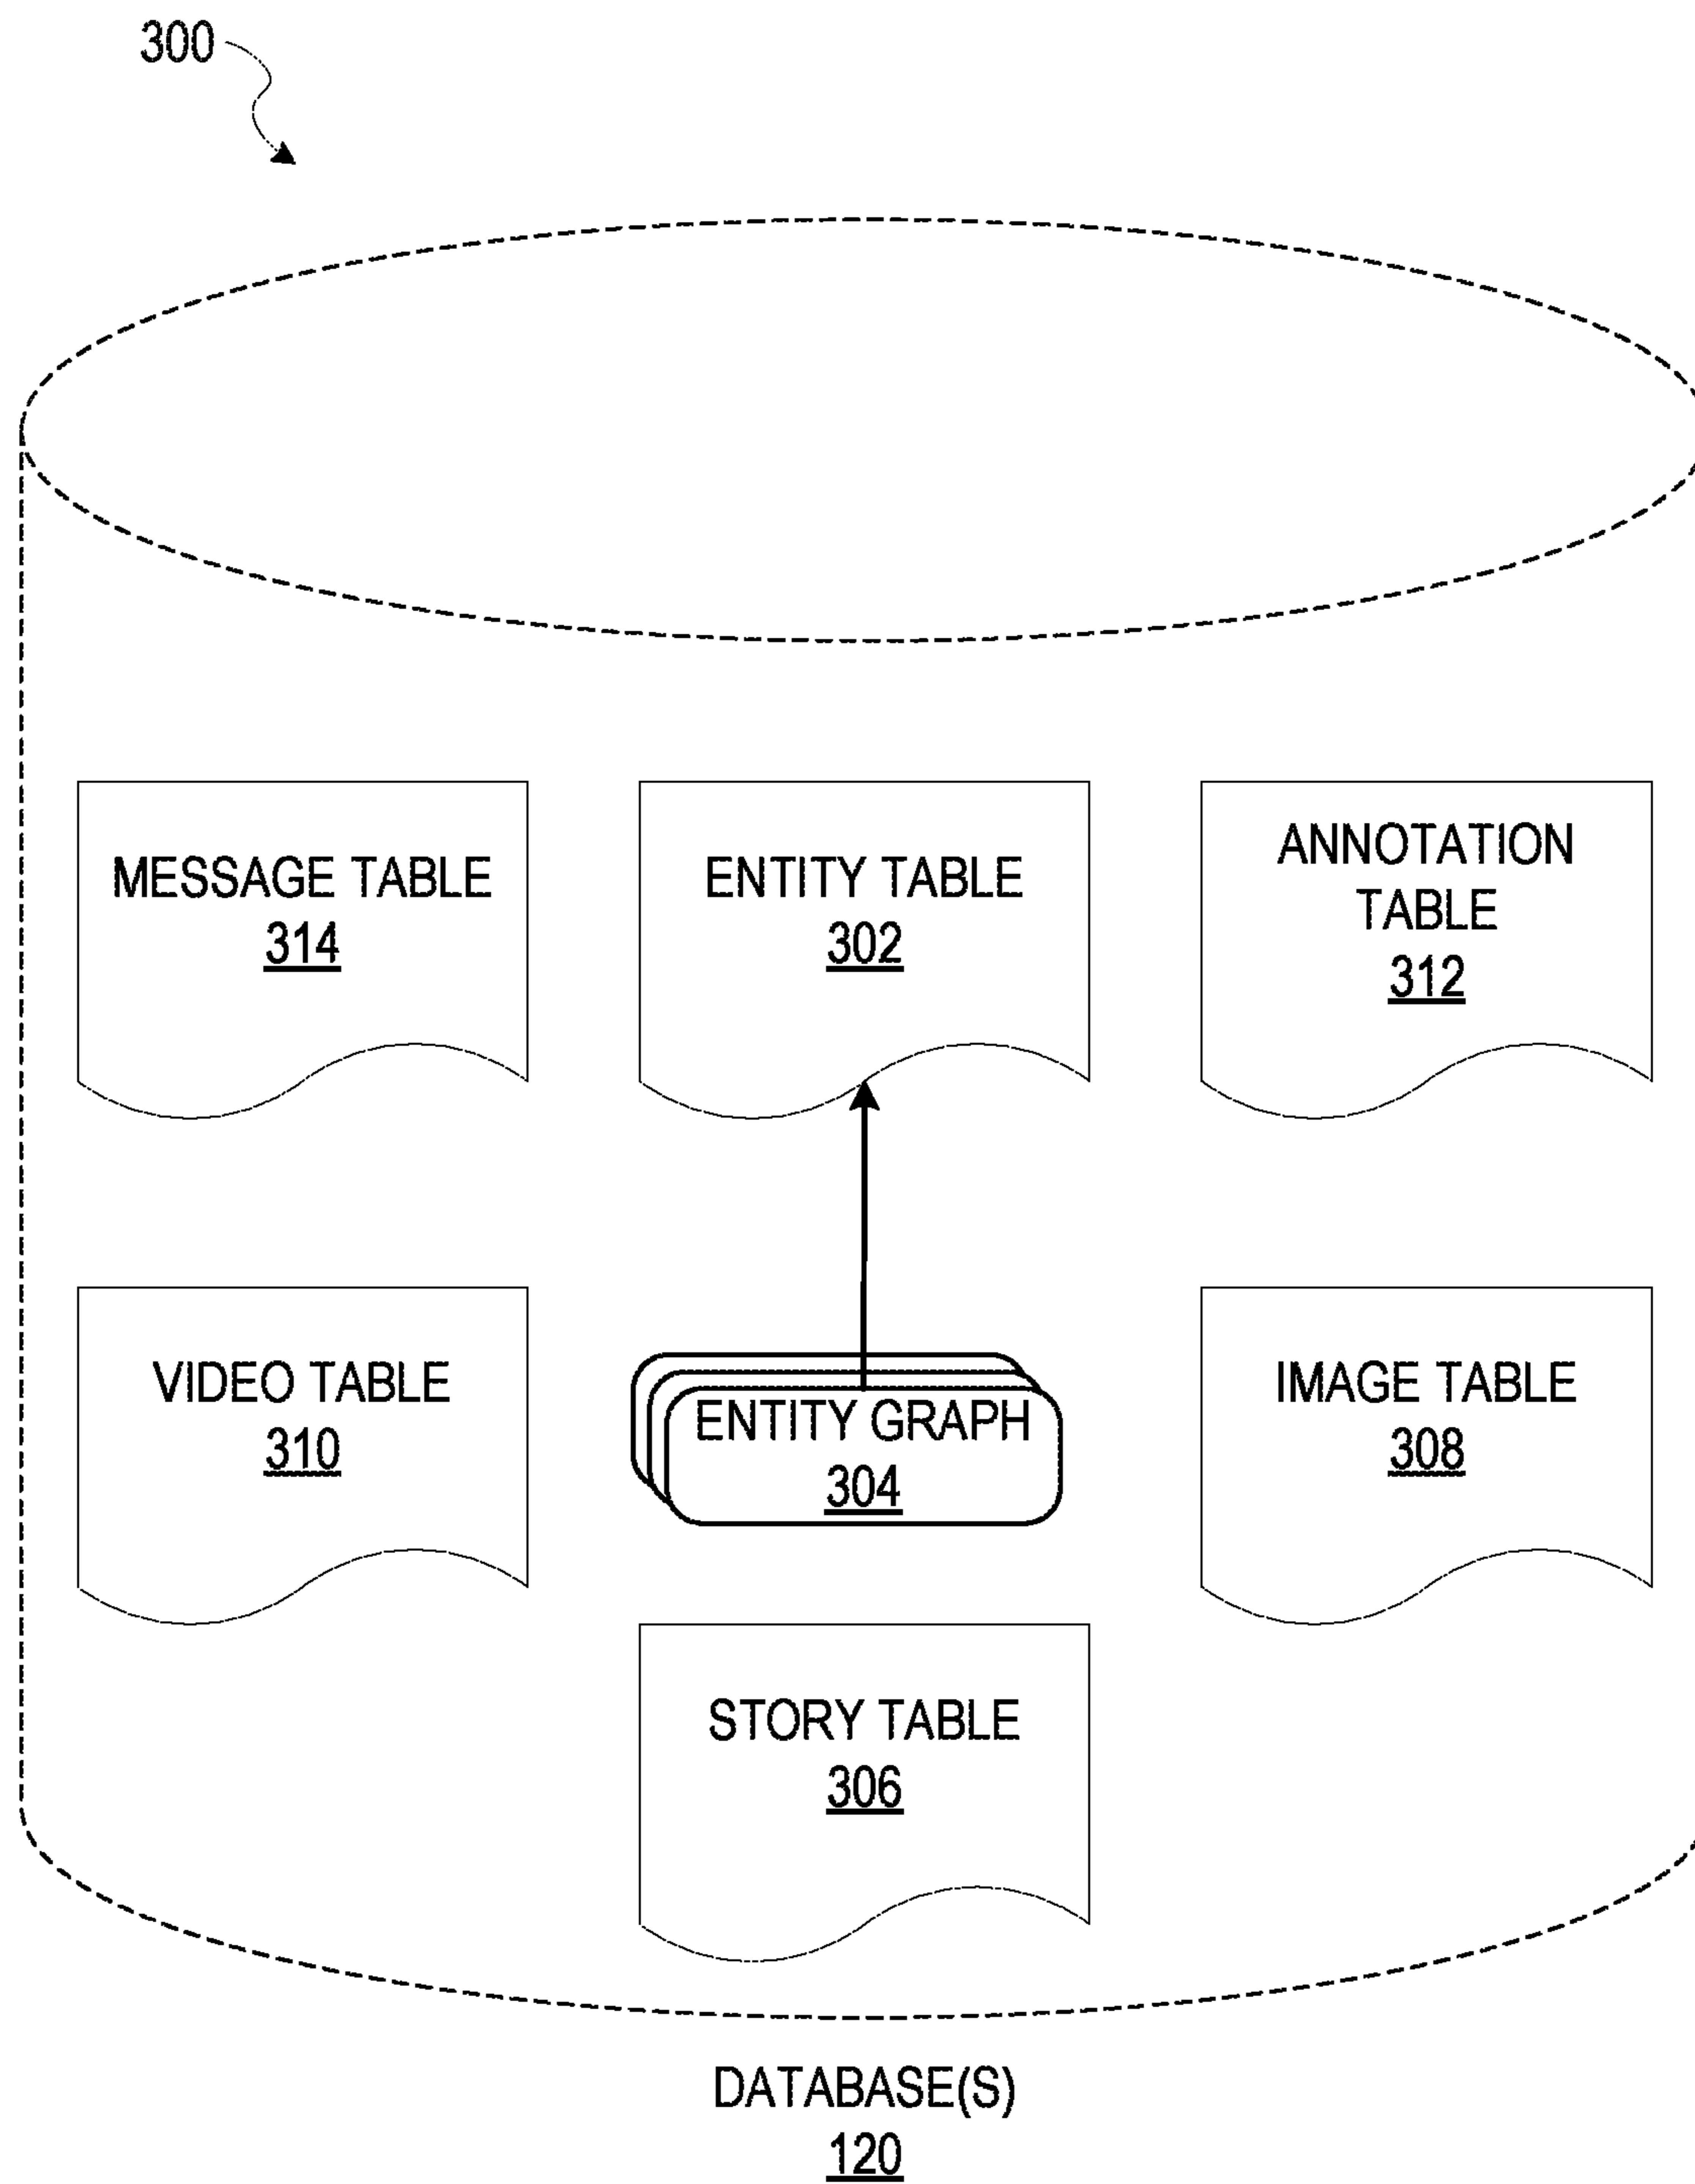 300
MESSAGE TABLE
314
ENTITY TABLE
302
ANNOTATION
TABLE
312
VIDEO TABLE
310
ENTITY GRAPH
304
IMAGE TABLE
308
STORY TABLE
306
DATABASE(S)
120